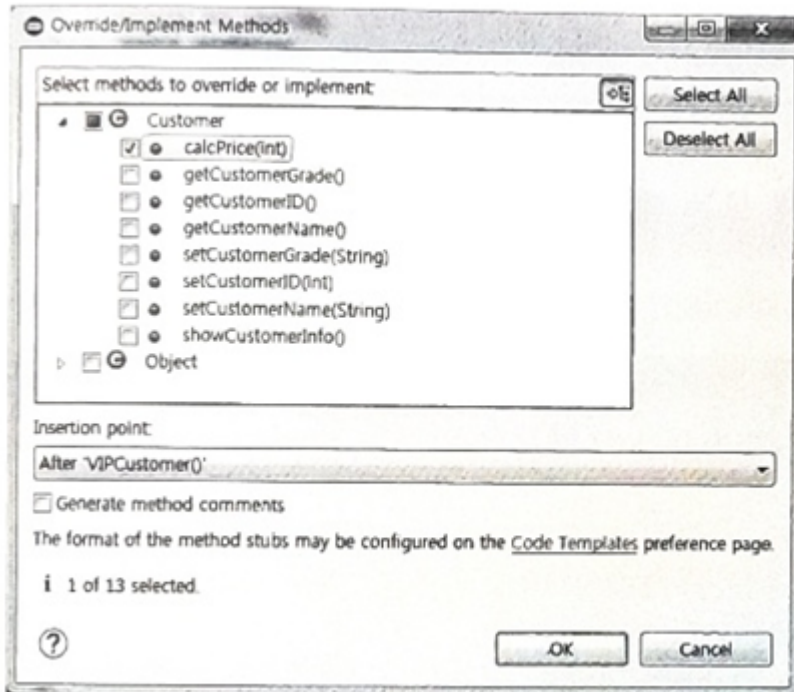 Override/Implement Methods
Select methods to override or implement:
Select All
Deselect All
Customer
calcPrice(int)
getCustomerGrade()
getCustomerID()
getCustomerName()
setCustomerGrade(String)
setCustomerID(int)
setCustomerName(String)
showCustomerInfo()
Object
Insertion point:
After 'VIPCustomer()'
Generate method comments
The format of the method stubs may be configured on the Code Templates preference page.
i 1 of 13 selected.
?
OK
Cancel